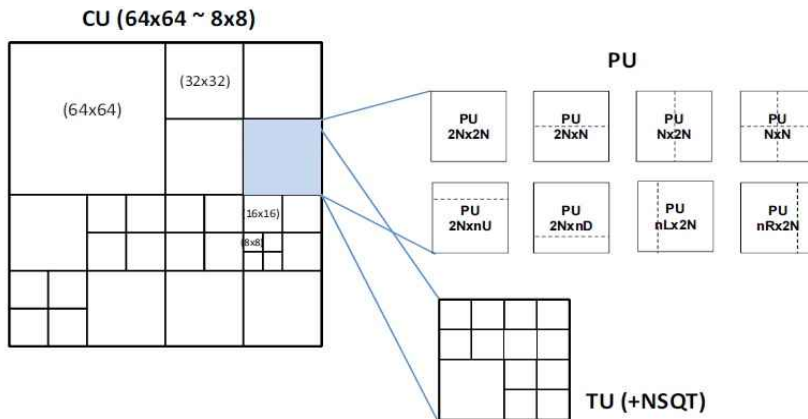 CU (64x64 ~ 8x8)
(64x64)
(32x32)
(16x16)
(8x8)
PU
PU
2Nx2N
PU
2NxN
PU
Nx2N
PU
NxN
PU
2NxnU
PU
2NxnD
PU
nLx2N
PU
nRx2N
TU (+NSQT)